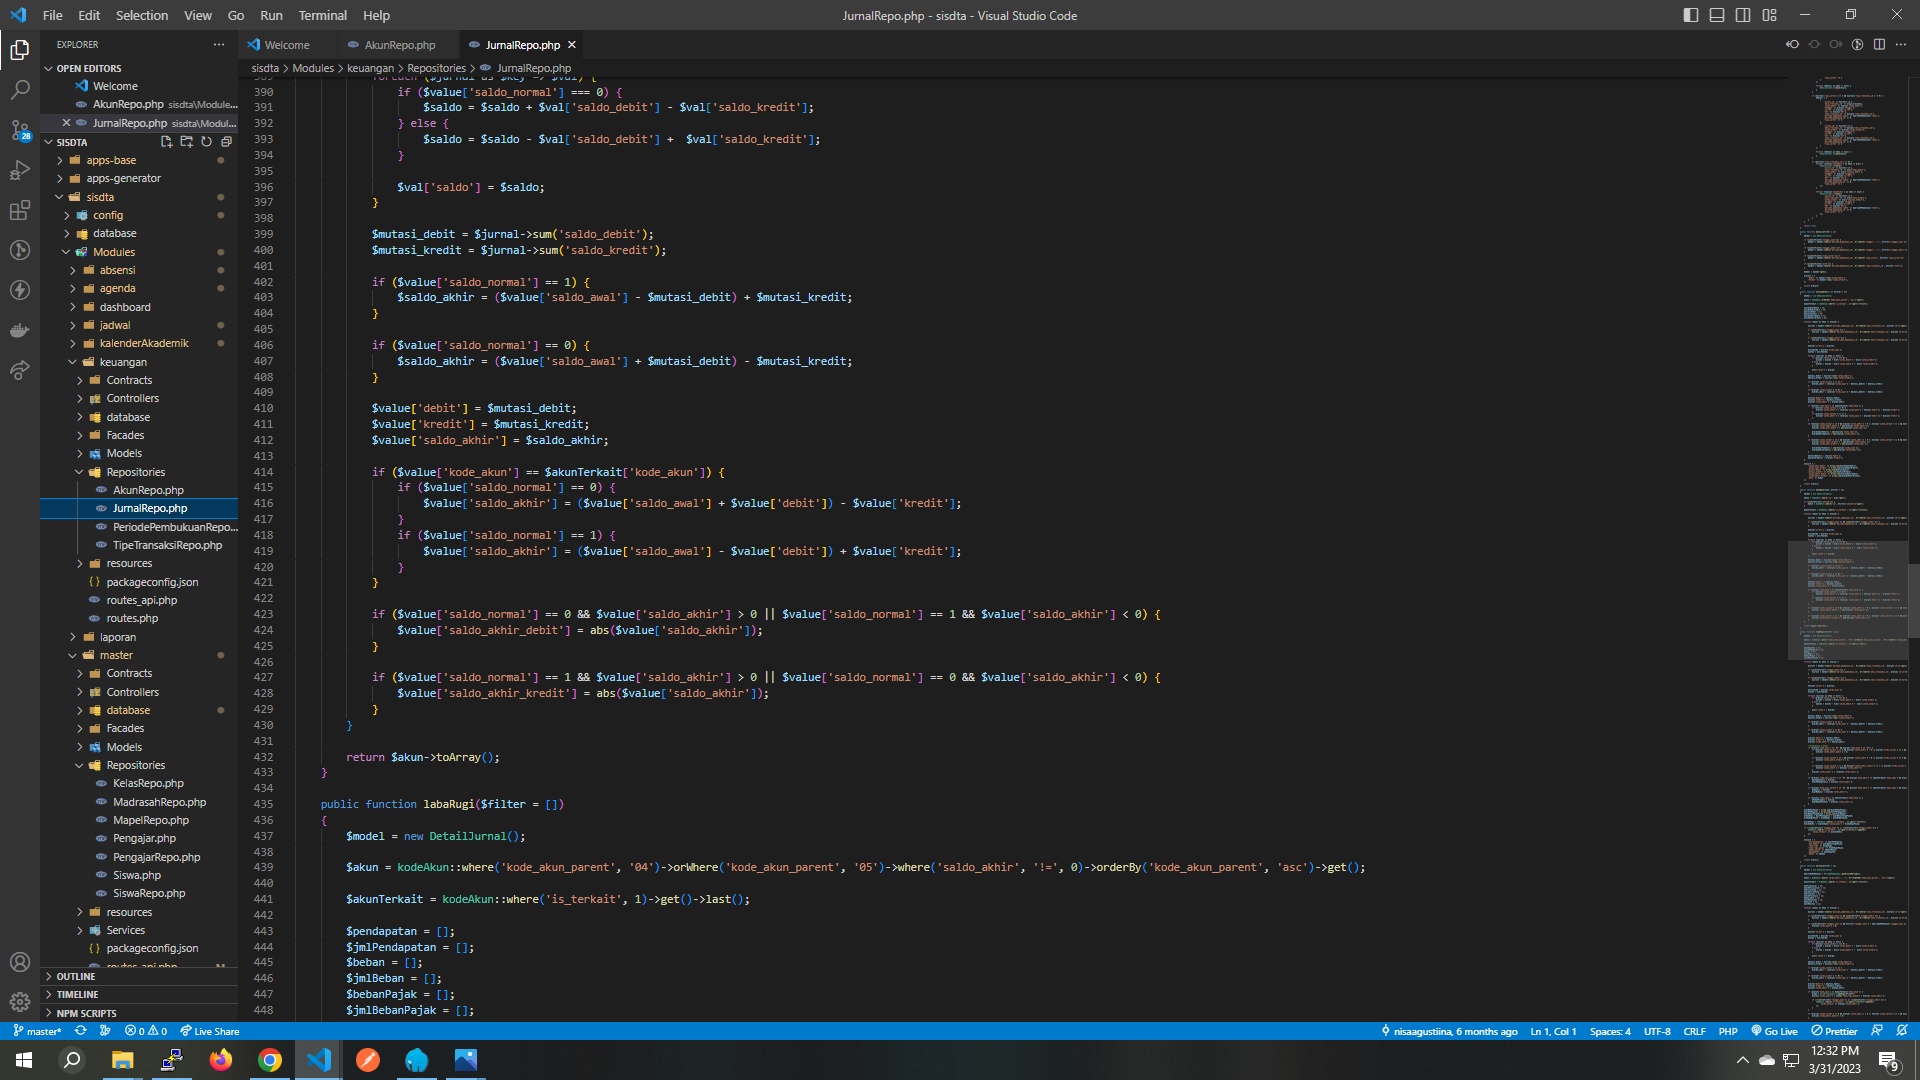 File Edit Selection View Go Run Terminal Help
JurnalRepo.php - sisdta - Visual Studio Code
EXPLORER
OPEN EDITORS
Welcome
AkunRepo.php sisdta\Module...
JurnalRepo.php sisdta\Modul...
SISDTA
apps-base
apps-generator
sisdta
config
database
Modules
absensi
agenda
dashboard
jadwal
kalenderAkademik
keuangan
Contracts
Controllers
database
Facades
Models
Repositories
AkunRepo.php
JurnalRepo.php
PeriodePembukuanRepo...
TipeTransaksiRepo.php
resources
packageconfig.json
routes_api.php
routes.php
laporan
master
Contracts
Controllers
database
Facades
Models
Repositories
KelasRepo.php
MadrasahRepo.php
MapelRepo.php
Pengajar.php
PengajarRepo.php
Siswa.php
SiswaRepo.php
resources
Services
packageconfig.json
routes_api.php M
OUTLINE
TIMELINE
NPM SCRIPTS
28
Welcome AkunRepo.php JurnalRepo.php
sisdta > Modules > keuangan > Repositories > JurnalRepo.php
389 foreach ($jurnal as $key => $val) {
390 if ($value['saldo_normal'] === 0) {
391 $saldo = $saldo + $val['saldo_debit'] - $val['saldo_kredit'];
392 } else {
393 $saldo = $saldo - $val['saldo_debit'] +  $val['saldo_kredit'];
394 }
395
396 $val['saldo'] = $saldo;
397 }
398
399 $mutasi_debit = $jurnal->sum('saldo_debit');
400 $mutasi_kredit = $jurnal->sum('saldo_kredit');
401
402 if ($value['saldo_normal'] == 1) {
403 $saldo_akhir = ($value['saldo_awal'] - $mutasi_debit) + $mutasi_kredit;
404 }
405
406 if ($value['saldo_normal'] == 0) {
407 $saldo_akhir = ($value['saldo_awal'] + $mutasi_debit) - $mutasi_kredit;
408 }
409
410 $value['debit'] = $mutasi_debit;
411 $value['kredit'] = $mutasi_kredit;
412 $value['saldo_akhir'] = $saldo_akhir;
413
414 if ($value['kode_akun'] == $akunTerkait['kode_akun']) {
415 if ($value['saldo_normal'] == 0) {
416 $value['saldo_akhir'] = ($value['saldo_awal'] + $value['debit']) - $value['kredit'];
417 }
418 if ($value['saldo_normal'] == 1) {
419 $value['saldo_akhir'] = ($value['saldo_awal'] - $value['debit']) + $value['kredit'];
420 }
421 }
422
423 if ($value['saldo_normal'] == 0 && $value['saldo_akhir'] > 0 || $value['saldo_normal'] == 1 && $value['saldo_akhir'] < 0) {
424 $value['saldo_akhir_debit'] = abs($value['saldo_akhir']);
425 }
426
427 if ($value['saldo_normal'] == 1 && $value['saldo_akhir'] > 0 || $value['saldo_normal'] == 0 && $value['saldo_akhir'] < 0) {
428 $value['saldo_akhir_kredit'] = abs($value['saldo_akhir']);
429 }
430 }
431
432 return $akun->toArray();
433 }
434
435 public function labaRugi($filter = [])
436 {
437 $model = new DetailJurnal();
438
439 $akun = kodeAkun::where('kode_akun_parent', '04')->orWhere('kode_akun_parent', '05')->where('saldo_akhir', '!=', 0)->orderBy('kode_akun_parent', 'asc')->get();
440
441 $akunTerkait = kodeAkun::where('is_terkait', 1)->get()->last();
442
443 $pendapatan = [];
444 $jmlPendapatan = [];
445 $beban = [];
446 $jmlBeban = [];
447 $bebanPajak = [];
448 $jmlBebanPajak = [];
master* 0 0 Live Share
nisaagustiina, 6 months ago Ln 1, Col 1 Spaces: 4 UTF-8 CRLF PHP Go Live Prettier
12:32 PM
3/31/2023
9